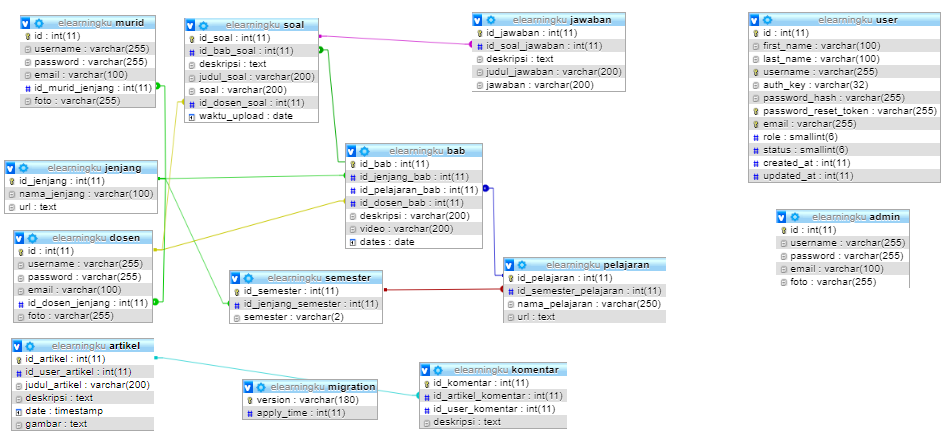 elearningku murid
id : int(11)
username : varchar(255)
password : varchar(255)
email : varchar(100)
id_murid_jenjang : int(11)
foto : varchar(255)
elearningku soal
id_soal : int(11)
id_bab_soal : int(11)
deskripsi : text
judul_soal : varchar(200)
soal : varchar(200)
id_dosen_soal : int(11)
waktu_upload : date
elearningku jawaban
id_jawaban : int(11)
id_soal_jawaban : int(11)
deskripsi : text
judul_jawaban : varchar(200)
jawaban : varchar(200)
elearningku user
id : int(11)
first_name : varchar(100)
last_name : varchar(100)
username : varchar(255)
auth_key : varchar(32)
password_hash : varchar(255)
password_reset_token : varchar(255)
email : varchar(255)
role : smallint(6)
status : smallint(6)
created_at : int(11)
updated_at : int(11)
elearningku jenjang
id_jenjang : int(11)
nama_jenjang : varchar(100)
url : text
elearningku bab
id_bab : int(11)
id_jenjang_bab : int(11)
id_pelajaran_bab : int(11)
id_dosen_bab : int(11)
deskripsi : varchar(200)
video : varchar(200)
dates : date
elearningku admin
id : int(11)
username : varchar(255)
password : varchar(255)
email : varchar(100)
foto : varchar(255)
elearningku dosen
id : int(11)
username : varchar(255)
password : varchar(255)
email : varchar(100)
id_dosen_jenjang : int(11)
foto : varchar(255)
elearningku semester
id_semester : int(11)
id_jenjang_semester : int(11)
semester : varchar(2)
elearningku pelajaran
id_pelajaran : int(11)
id_semester_pelajaran : int(11)
nama_pelajaran : varchar(250)
url : text
elearningku artikel
id_artikel : int(11)
id_user_artikel : int(11)
judul_artikel : varchar(200)
deskripsi : text
date : timestamp
gambar : text
elearningku migration
version : varchar(180)
apply_time : int(11)
elearningku komentar
id_komentar : int(11)
id_artikel_komentar : int(11)
id_user_komentar : int(11)
deskripsi : text